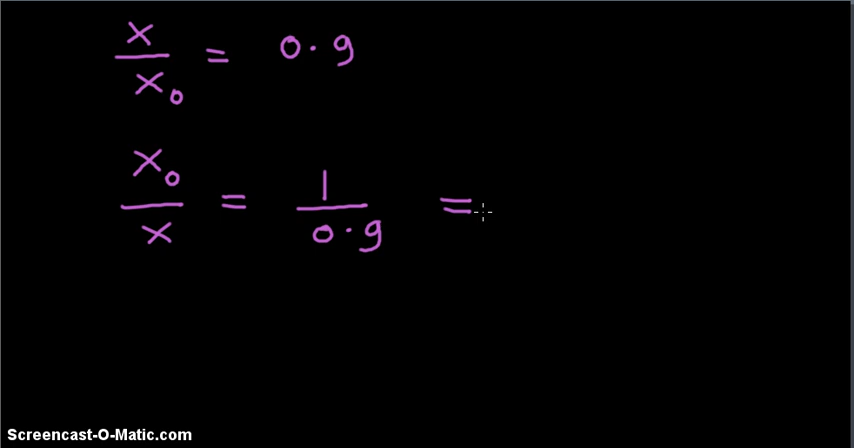 x/x₀ = 0·9
x₀/x = 1/0·9 =
Screencast-O-Matic.com